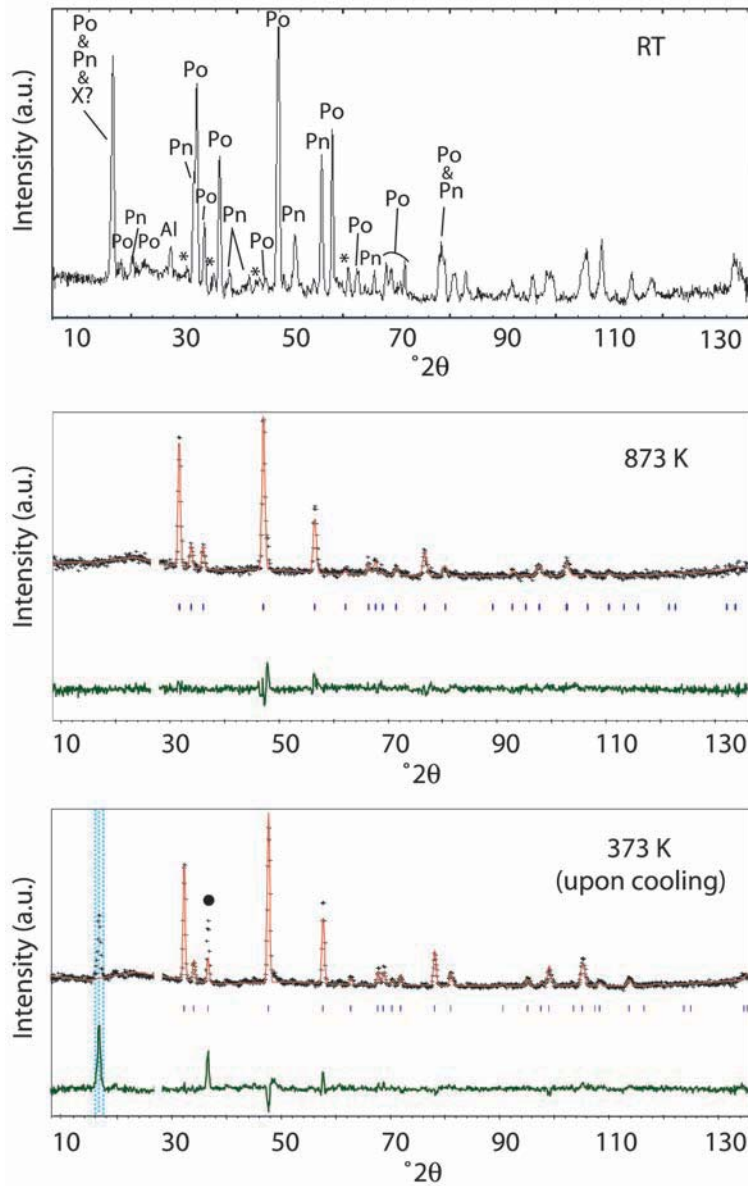 RT
Po
&
Pn
&
X?
Po
Po
Po
Po
Pn
Pn
Po
Po
&
Pn
Po
Pn
Po
Al
Pn
Po
Pn
Po
Pn
Po
*
*
*
*
Intensity (a.u.)
10 30 50 70 90 110 130
°2θ
873 K
Intensity (a.u.)
10 30 50 70 90 110 130
°2θ
373 K
(upon cooling)
Intensity (a.u.)
10 30 50 70 90 110 130
°2θ